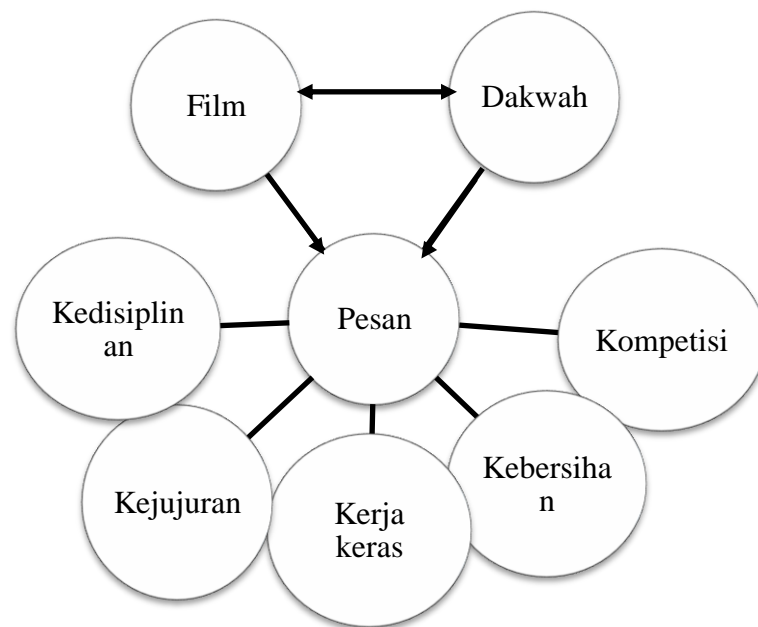 Film
Dakwah
Pesan
Kedisiplin
an
Kompetisi
Kejujuran
Kerja
keras
Kebersiha
n